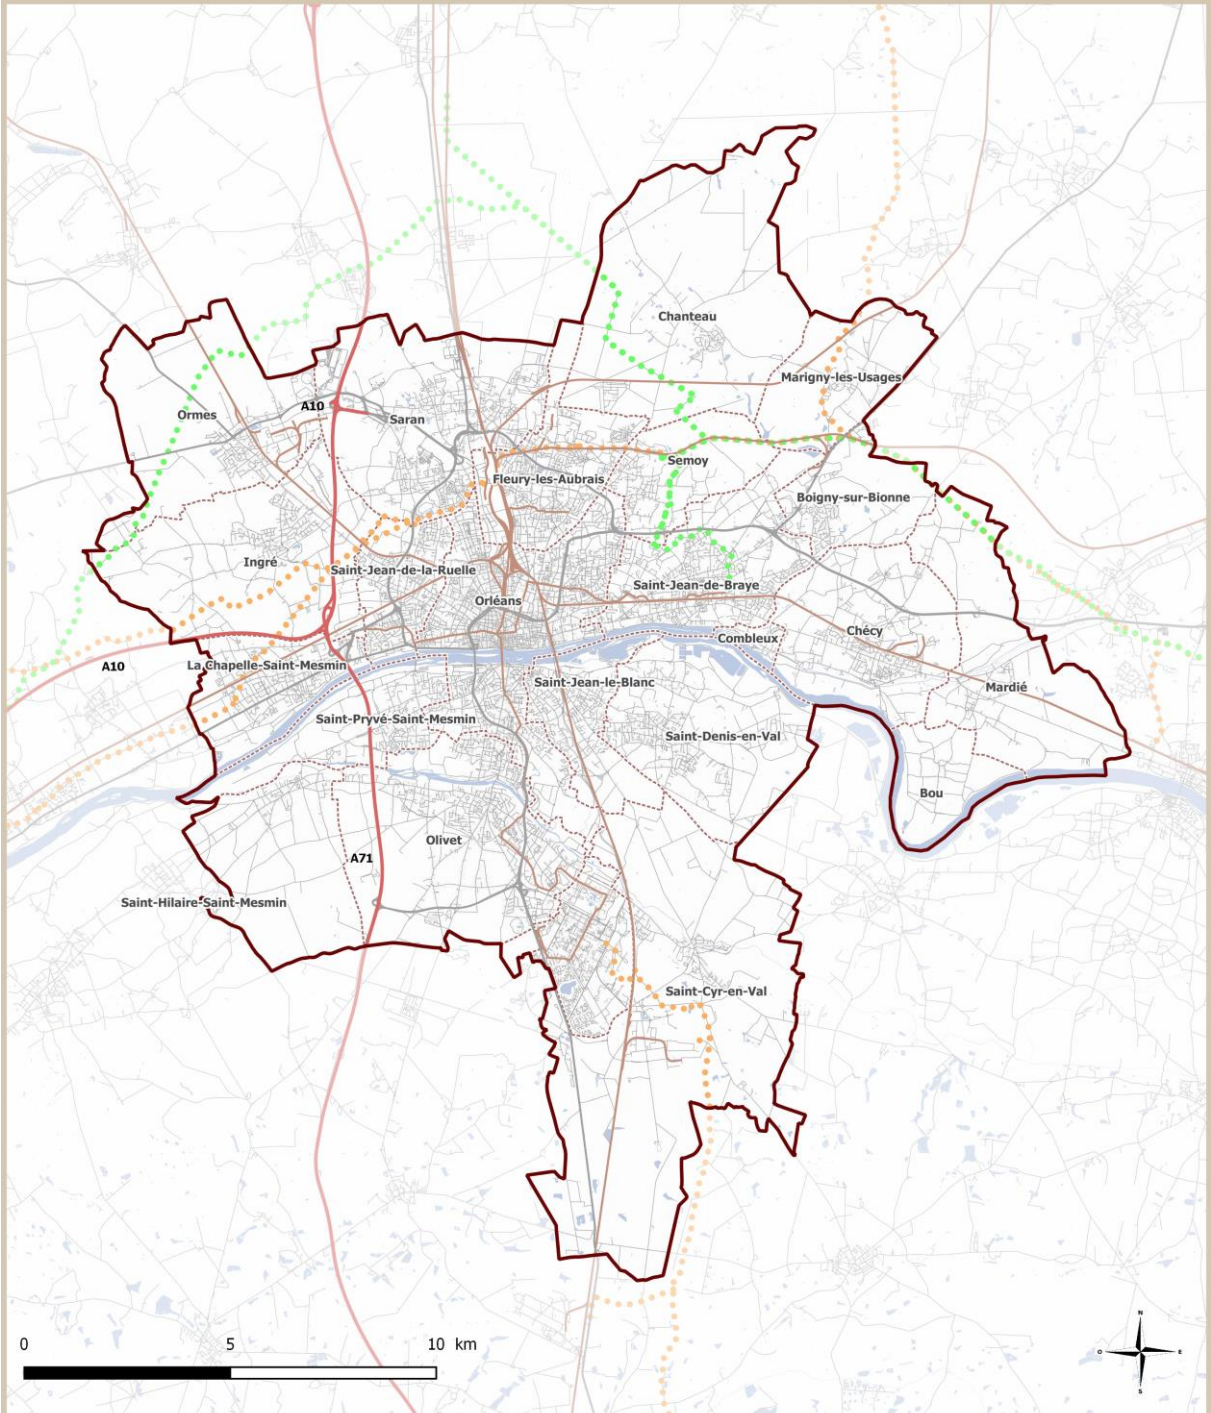 Chanteau
Marigny-les-Usages
A10
Ormes
Saran
Semoy
Fleury-les-Aubrais
Boigny-sur-Bionne
Ingré
Saint-Jean-de-la-Ruelle
Saint-Jean-de-Braye
Orléans
Chécy
Combleux
A10
La Chapelle-Saint-Mesmin
Saint-Jean-le-Blanc
Mardié
Saint-Pryvé-Saint-Mesmin
Saint-Denis-en-Val
Bou
Olivet
A71
Saint-Hilaire-Saint-Mesmin
Saint-Cyr-en-Val
0 5 10 km
N
O E
S